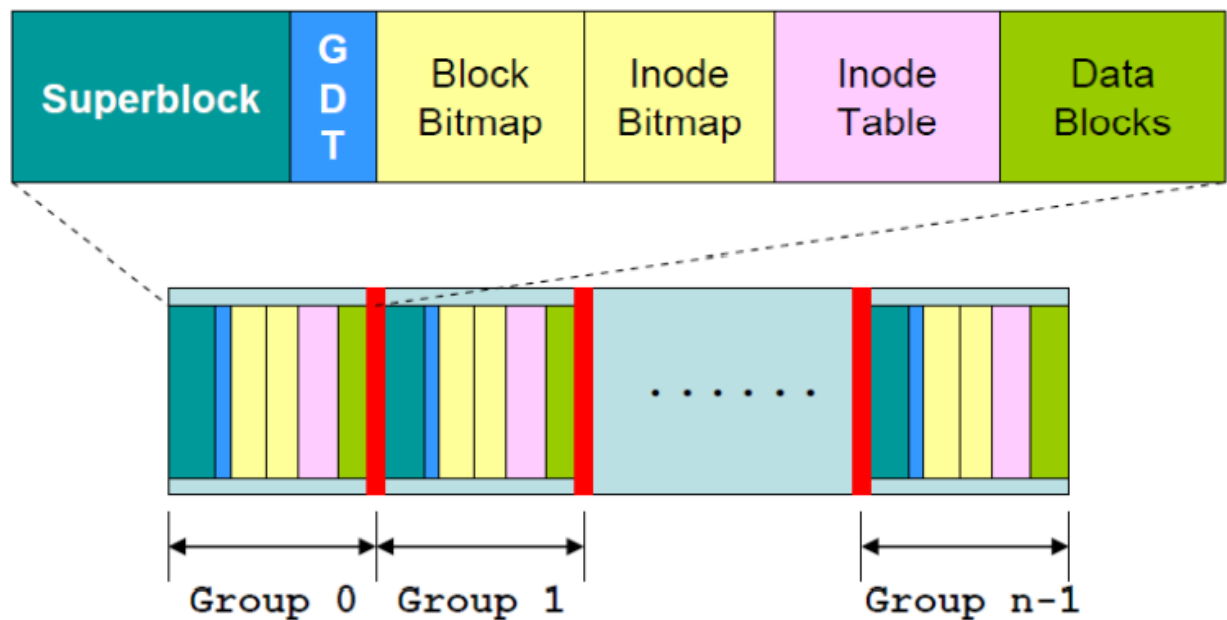 Superblock
G
D
T
Block
Bitmap
Inode
Bitmap
Inode
Table
Data
Blocks
. . . . . .
Group 0
Group 1
Group n-1